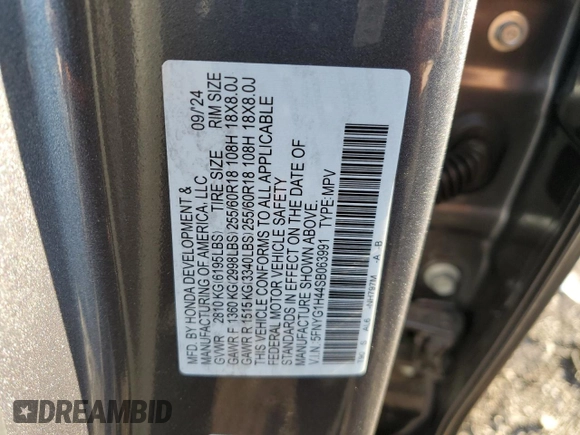 MFD. BY HONDA DEVELOPMENT &
MANUFACTURING OF AMERICA, LLC 09/24
GVWR 2810 KG (6195LBS) TIRE SIZE RIM SIZE
GAWR F 1360 KG (2998LBS) 255/60R18 108H 18X8.0J
GAWR R 1515 KG (3340LBS) 255/60R18 108H 18X8.0J
THIS VEHICLE CONFORMS TO ALL APPLICABLE
FEDERAL MOTOR VEHICLE SAFETY
STANDARDS IN EFFECT ON THE DATE OF
MANUFACTURE SHOWN ABOVE.
V.I.N. 5FNYG1H44SB063991 TYPE:MPV
NH797M -A B
DREAMBID